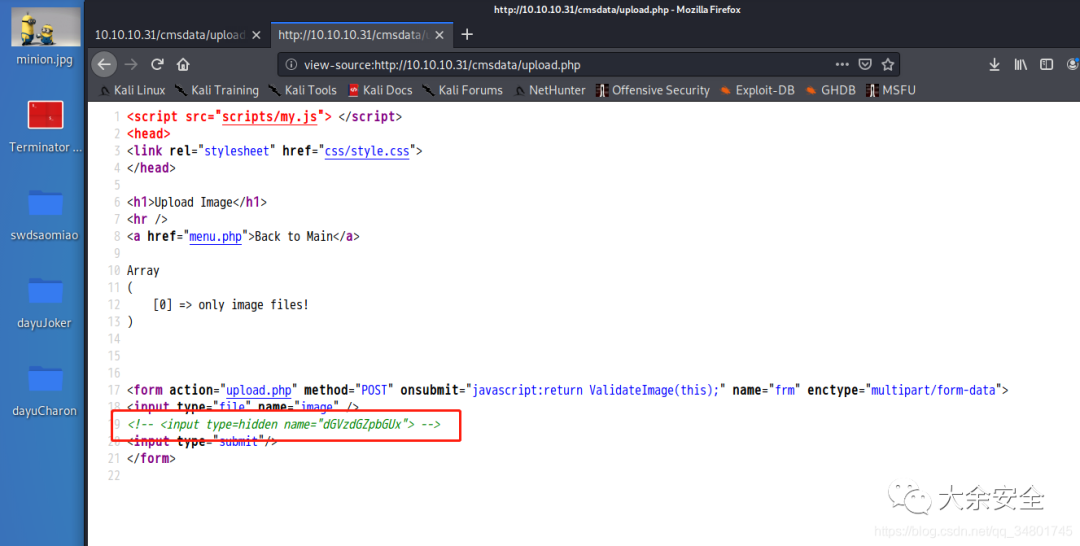 http://10.10.10.31/cmsdata/upload.php - Mozilla Firefox
10.10.10.31/cmsdata/upload
http://10.10.10.31/cmsdata/u
view-source:http://10.10.10.31/cmsdata/upload.php
Kali Linux Kali Training Kali Tools Kali Docs Kali Forums NetHunter Offensive Security Exploit-DB GHDB MSFU
minion.jpg
Terminator ...
swdsaomiao
dayuJoker
dayuCharon
1 <script src="scripts/my.js"> </script>
2 <head>
3 <link rel="stylesheet" href="css/style.css">
4 </head>
5
6 <h1>Upload Image</h1>
7 <hr />
8 <a href="menu.php">Back to Main</a>
9
10 Array
11 (
12 [0] => only image files!
13 )
14
15
16
17 <form action="upload.php" method="POST" onsubmit="javascript:return ValidateImage(this);" name="frm" enctype="multipart/form-data">
18 <input type="file" name="image" />
19 <!-- <input type=hidden name="dGVzdGZpbGUx"> -->
20 <input type="submit"/>
21 </form>
22
大余安全
https://blog.csdn.net/qq_34801745